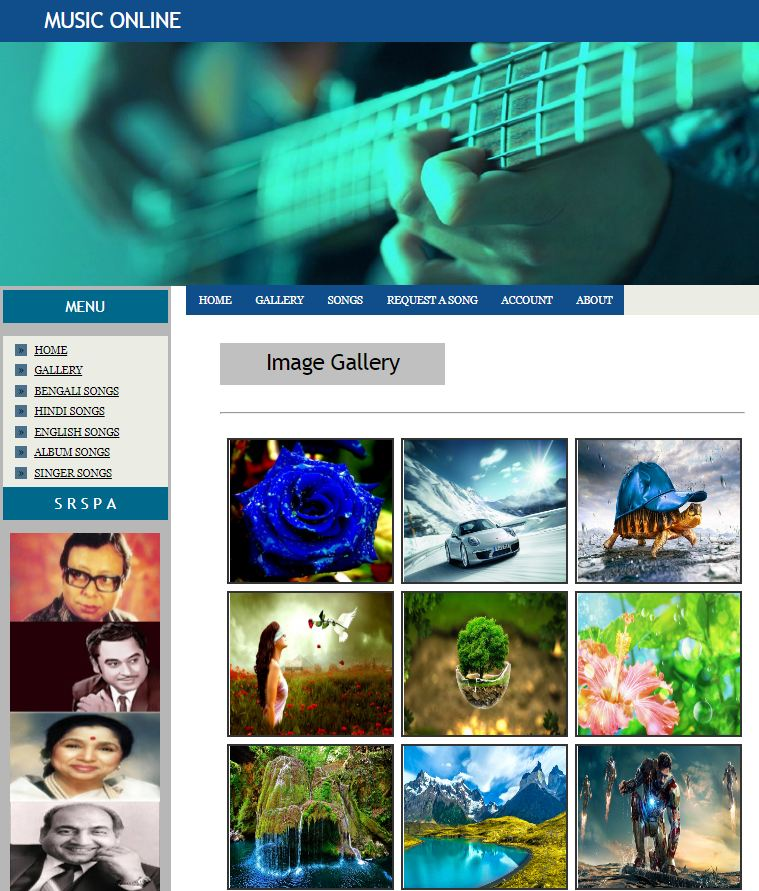 MUSIC ONLINE
HOME GALLERY SONGS REQUEST A SONG ACCOUNT ABOUT
MENU
» HOME
» GALLERY
» BENGALI SONGS
» HINDI SONGS
» ENGLISH SONGS
» ALBUM SONGS
» SINGER SONGS
S R S P A
Image Gallery